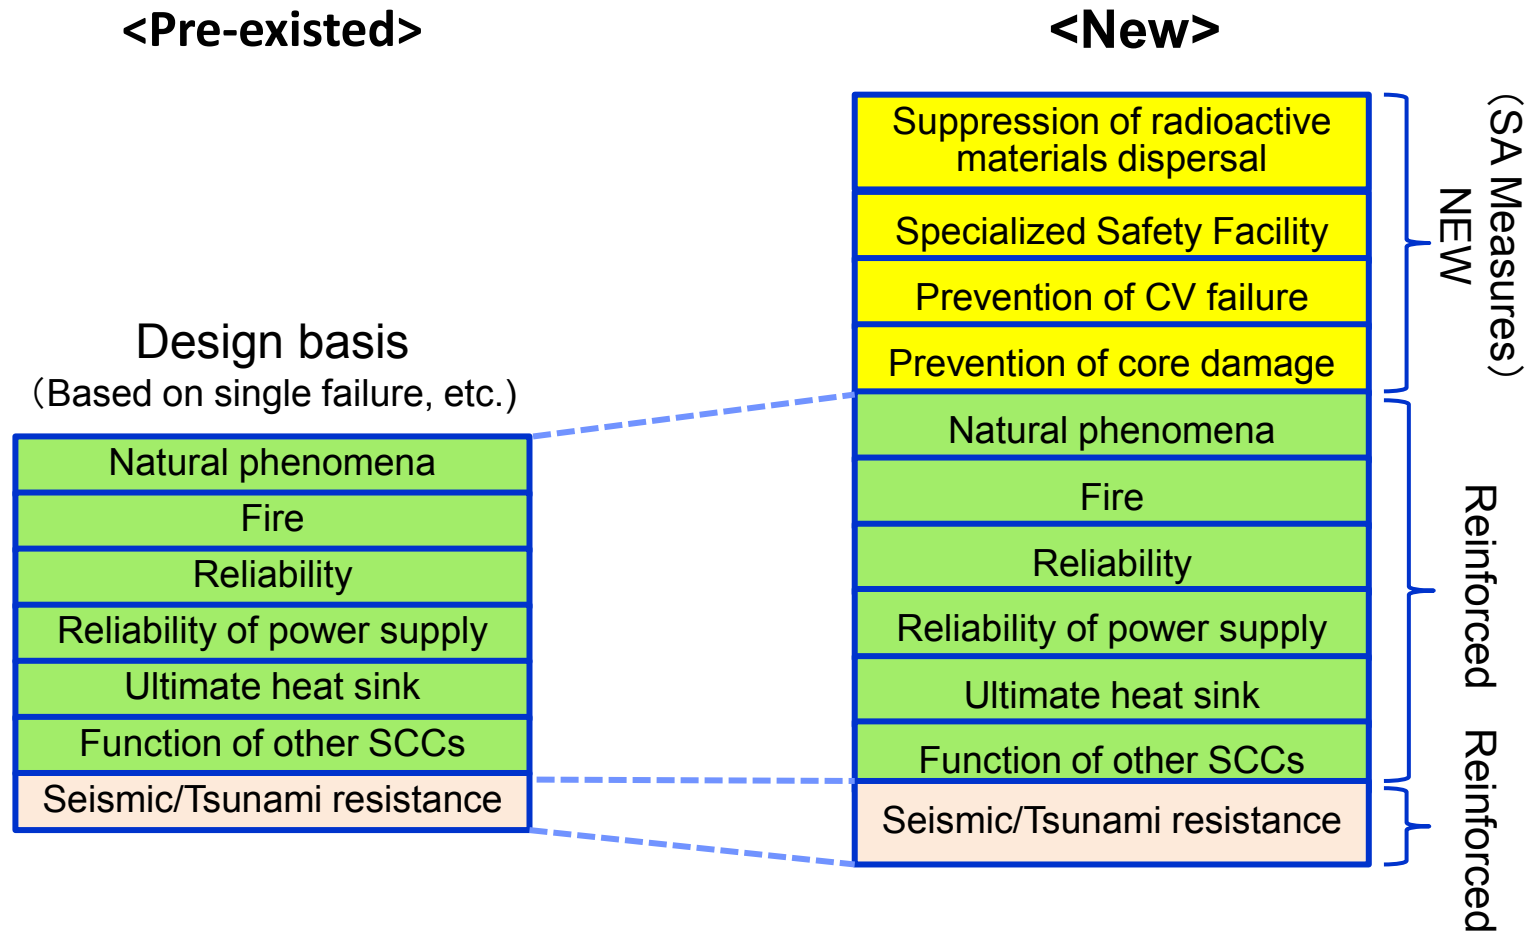 <Pre-existed>
Design basis
（Based on single failure, etc.)
Natural phenomena
Fire
Reliability
Reliability of power supply
Ultimate heat sink
Function of other SCCs
Seismic/Tsunami resistance
<New>
Suppression of radioactive
materials dispersal
Specialized Safety Facility
Prevention of CV failure
Prevention of core damage
Natural phenomena
Fire
Reliability
Reliability of power supply
Ultimate heat sink
Function of other SCCs
Seismic/Tsunami resistance
（SA Measures）
NEW
Reinforced
Reinforced